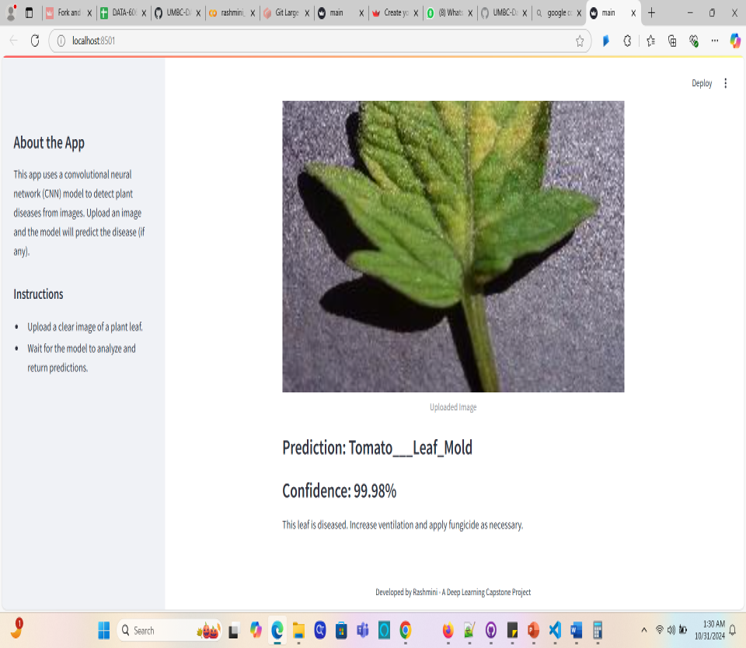 Fork and
DATA-60
UMBC-D
rashmini
Git Large
main
Create yo
(8) Whats
UMBC-D
google c
main
localhost:8501
Deploy
About the App
This app uses a convolutional neural
network (CNN) model to detect plant
diseases from images. Upload an image
and the model will predict the disease (if
any).
Instructions
• Upload a clear image of a plant leaf.
• Wait for the model to analyze and
return predictions.
Uploaded Image
Prediction: Tomato___Leaf_Mold
Confidence: 99.98%
This leaf is diseased. Increase ventilation and apply fungicide as necessary.
Developed by Rashmini - A Deep Learning Capstone Project
Search
1:30 AM
10/31/2024